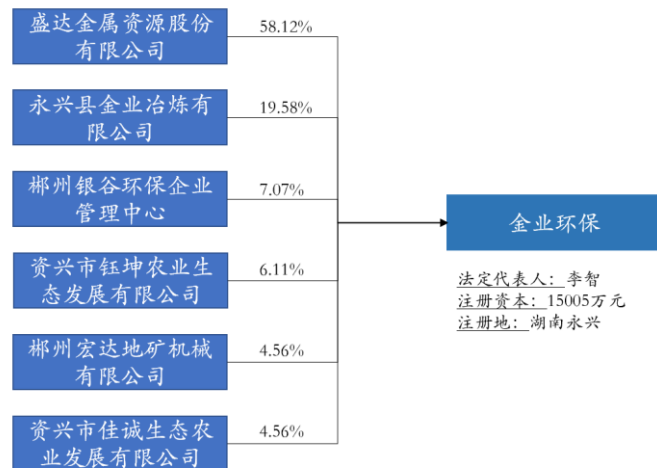 盛达金属资源股份
有限公司
58.12%
永兴县金业冶炼有
限公司
19.58%
郴州银谷环保企业
管理中心
7.07%
资兴市钰坤农业生
态发展有限公司
6.11%
郴州宏达地矿机械
有限公司
4.56%
资兴市佳诚生态农
业发展有限公司
4.56%
金业环保
法定代表人：李智
注册资本：15005万元
注册地：湖南永兴